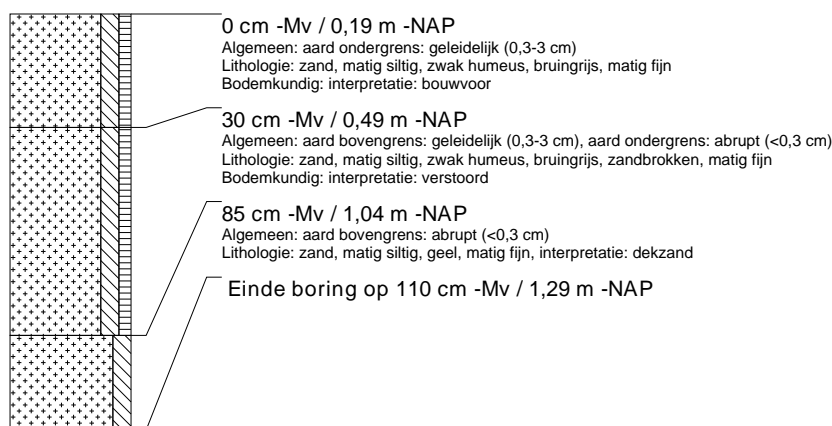 0 cm -Mv / 0,19 m -NAP
Algemeen: aard ondergrens: geleidelijk (0,3-3 cm)
Lithologie: zand, matig siltig, zwak humeus, bruingrijs, matig fijn
Bodemkundig: interpretatie: bouwvoor
30 cm -Mv / 0,49 m -NAP
Algemeen: aard bovengrens: geleidelijk (0,3-3 cm), aard ondergrens: abrupt (<0,3 cm)
Lithologie: zand, matig siltig, zwak humeus, bruingrijs, zandbrokken, matig fijn
Bodemkundig: interpretatie: verstoord
85 cm -Mv / 1,04 m -NAP
Algemeen: aard bovengrens: abrupt (<0,3 cm)
Lithologie: zand, matig siltig, geel, matig fijn, interpretatie: dekzand
Einde boring op 110 cm -Mv / 1,29 m -NAP